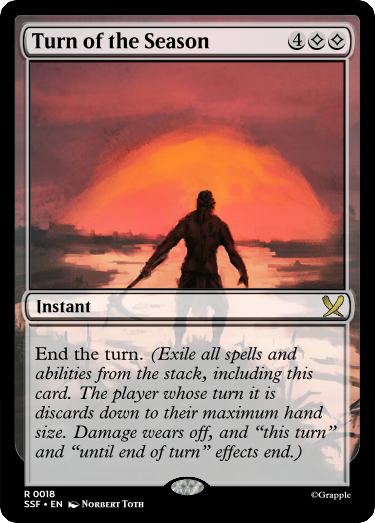 Turn of the Season 4
Instant
End the turn. (Exile all spells and
abilities from the stack, including this
card. The player whose turn it is
discards down to their maximum hand
size. Damage wears off, and “this turn”
and “until end of turn” effects end.)
R 0018
SSF • EN Norbert Toth
©Grapple